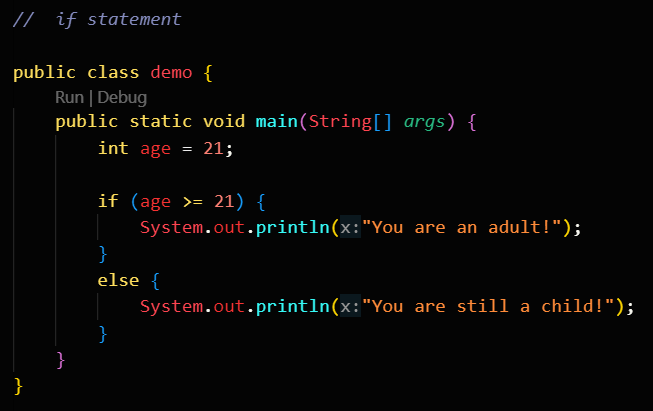 //  if statement
public class demo {
Run | Debug
public static void main(String[] args) {
int age = 21;
if (age >= 21) {
System.out.println(x:"You are an adult!");
}
else {
System.out.println(x:"You are still a child!");
}
}
}